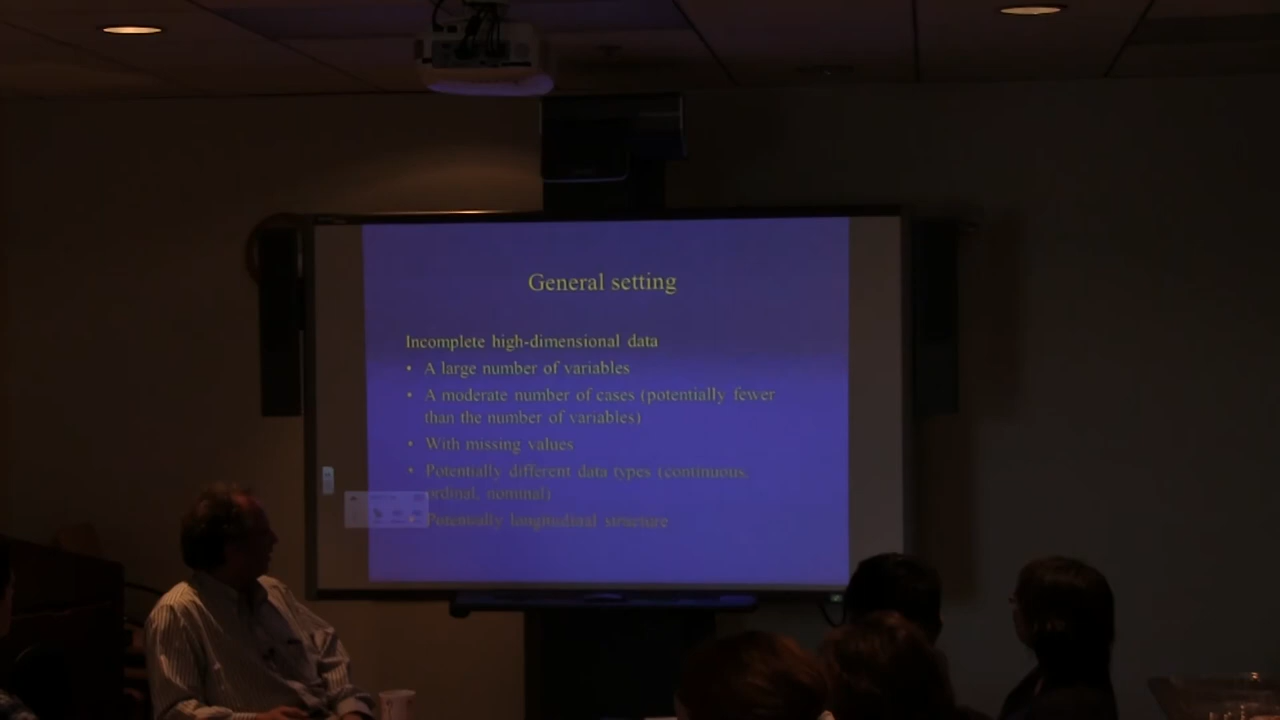 General setting
Incomplete high-dimensional data
• A large number of variables
• A moderate number of cases (potentially fewer
than the number of variables)
• With missing values
• Potentially different data types (continuous,
ordinal, nominal)
• Potentially longitudinal structure